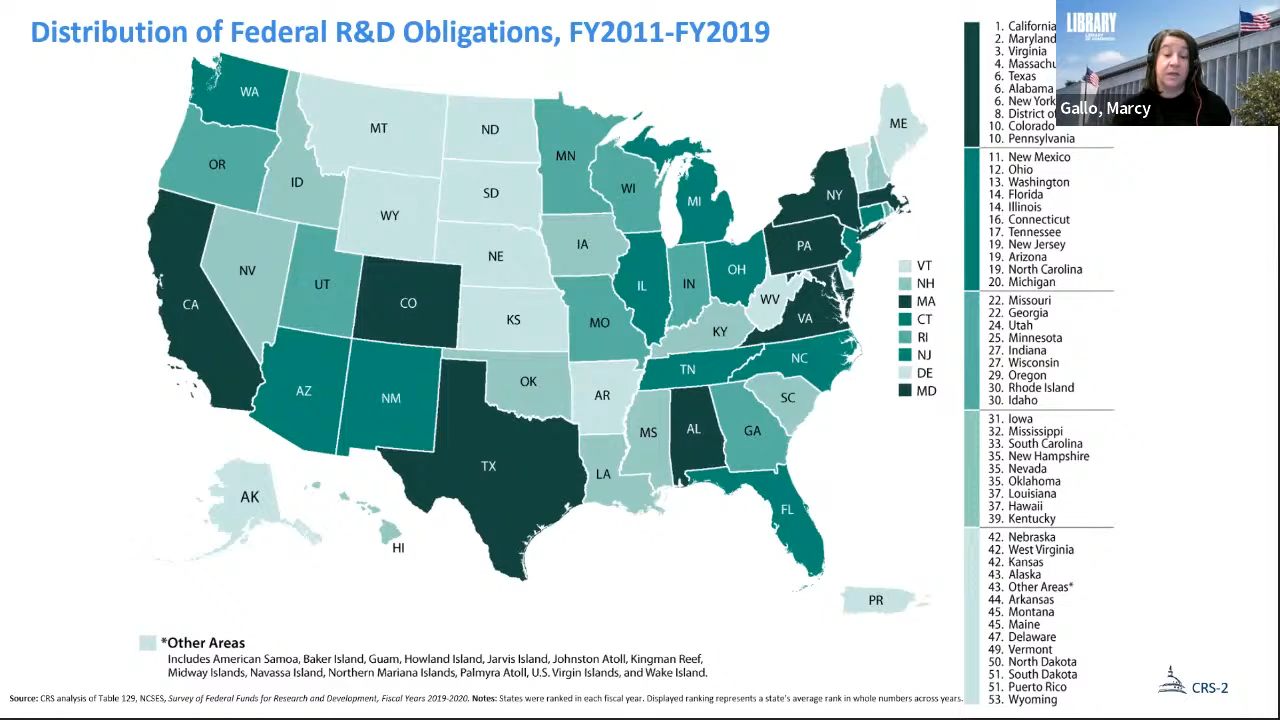 Distribution of Federal R&D Obligations, FY2011-FY2019
LIBRARY
Gallo, Marcy
WA
MT
ND
MN
ME
OR
ID
WY
SD
WI
MI
NY
NV
UT
CO
NE
IA
IL
IN
OH
PA
CA
KS
MO
KY
WV
VA
AZ
NM
OK
AR
TN
NC
TX
LA
MS
AL
GA
SC
FL
AK
HI
PR
VT
NH
MA
CT
RI
NJ
DE
MD
1. California
2. Maryland
3. Virginia
4.
6. Texas
6. Alabama
6. New York
8. District
10. Colorado
10. Pennsylvania
11. New Mexico
12. Ohio
13. Washington
14. Florida
14. Illinois
16. Connecticut
17. Tennessee
19. New Jersey
19. Arizona
19. North Carolina
20. Michigan
22. Missouri
22. Georgia
24. Utah
25. Minnesota
27. Indiana
27. Wisconsin
29. Oregon
30. Rhode Island
30. Idaho
31. Iowa
32. Mississippi
33. South Carolina
35. New Hampshire
35. Nevada
35. Oklahoma
37. Louisiana
37. Hawaii
39. Kentucky
42. Nebraska
42. West Virginia
42. Kansas
43. Alaska
43. Other Areas*
44. Arkansas
45. Montana
45. Maine
47. Delaware
49. Vermont
50. North Dakota
51. South Dakota
51. Puerto Rico
53. Wyoming
*Other Areas
Includes American Samoa, Baker Island, Guam, Howland Island, Jarvis Island, Johnston Atoll, Kingman Reef,
Midway Islands, Navassa Island, Northern Mariana Islands, Palmyra Atoll, U.S. Virgin Islands, and Wake Island.
Source: CRS analysis of Table 129, NCSES, Survey of Federal Funds for Research and Development, Fiscal Years 2019-2020. Notes: States were ranked in each fiscal year. Displayed ranking represents a state's average rank in whole numbers across years.
CRS-2